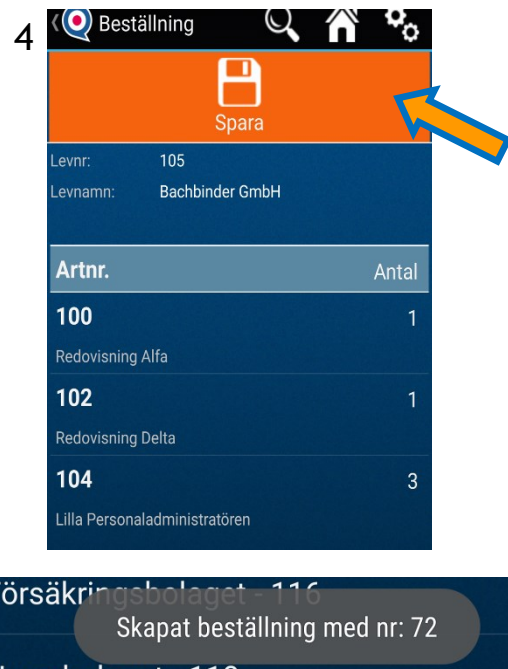 4
Beställning
Spara
Levnr: 105
Levnamn: Bachbinder GmbH
Artnr. Antal
100 1
Redovisning Alfa
102 1
Redovisning Delta
104 3
Lilla Personaladministratören
örsäkringsbolaget - 116
Skapat beställning med nr: 72